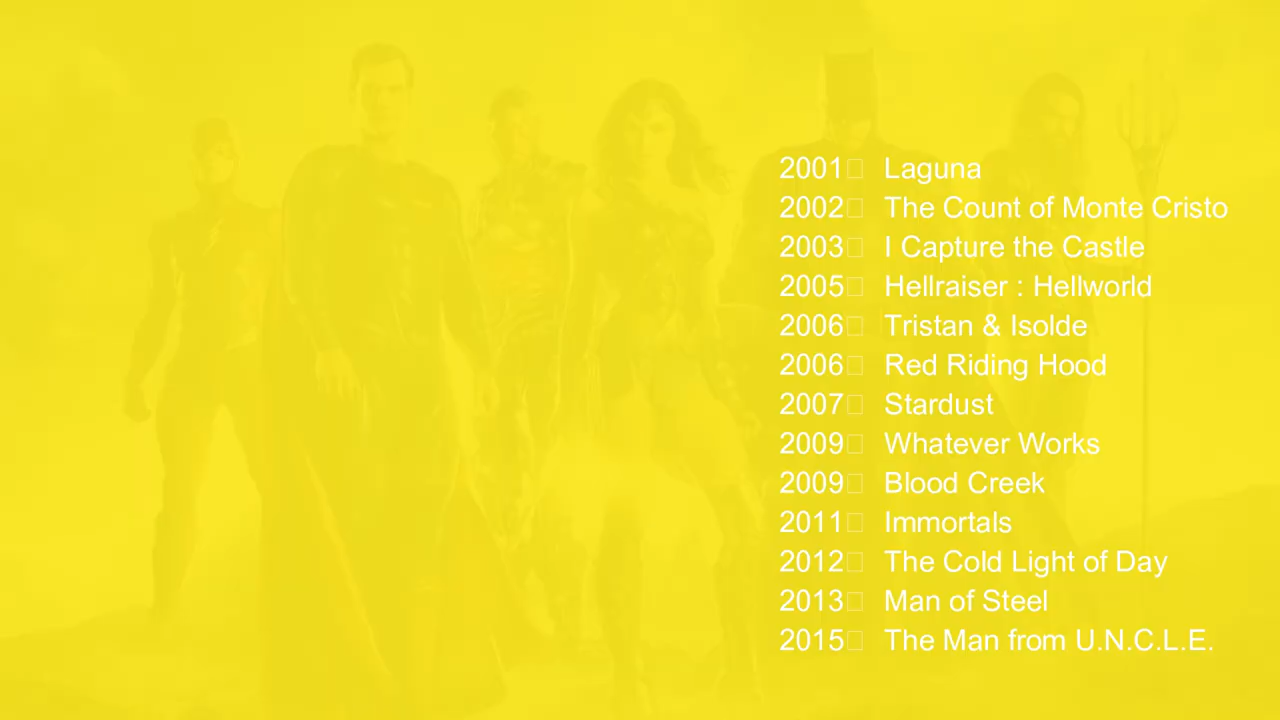 2001 Laguna
2002 The Count of Monte Cristo
2003 I Capture the Castle
2005 Hellraiser : Hellworld
2006 Tristan & Isolde
2006 Red Riding Hood
2007 Stardust
2009 Whatever Works
2009 Blood Creek
2011 Immortals
2012 The Cold Light of Day
2013 Man of Steel
2015 The Man from U.N.C.L.E.